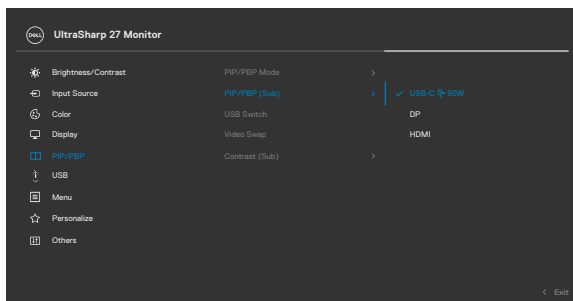 DELL UltraSharp 27 Monitor
Brightness/Contrast PIP/PBP Mode
Input Source PIP/PBP (Sub) USB-C 90W
Color USB Switch DP
Display Video Swap HDMI
PIP/PBP Contrast (Sub)
USB
Menu
Personalize
Others
Exit